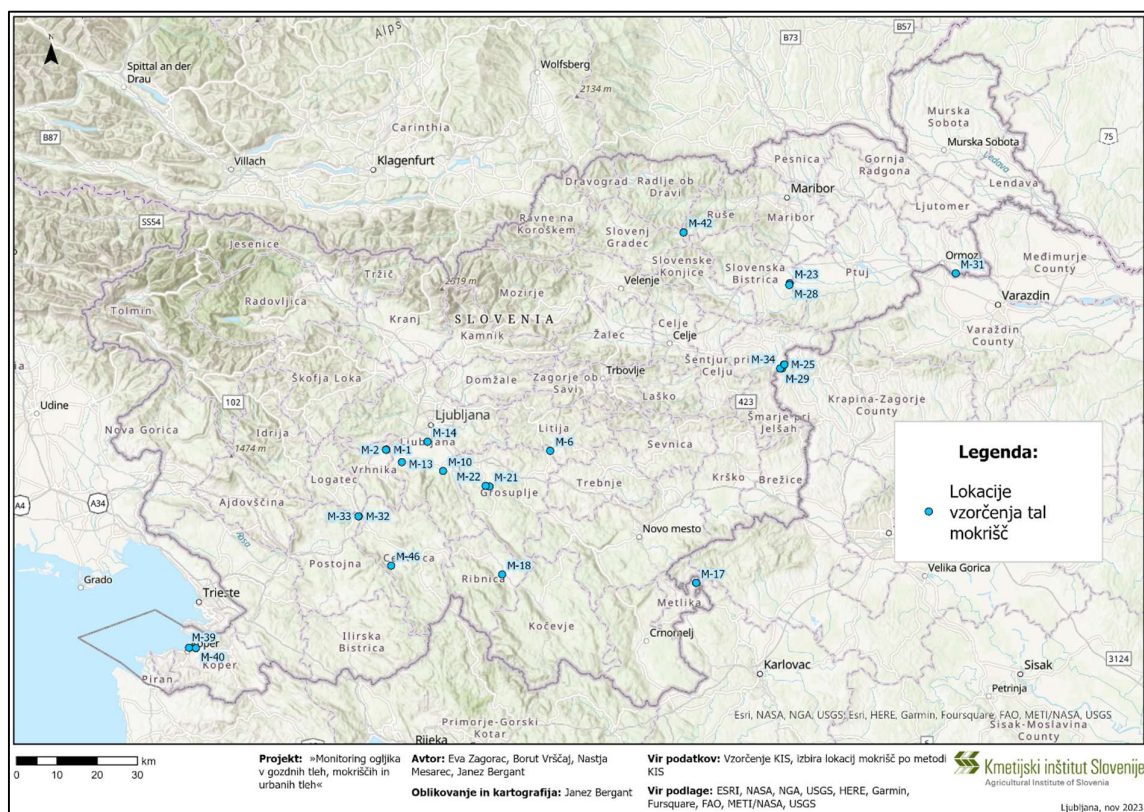 N
Alps
B73
B57
Spittal an der
Drau
Wolfsberg
2134 m
Murska
Sobota
B87
Carinthia
75
Villach
Klagenfurt
Pesnica
Gornja
Radgona
Murska Sobota
Ledava
Lendava
Dravograd
Radlje ob
Dravi
Maribor
SS54
Ravne na
Koroškem
Ruše
Maribor
Ljutomer
M-42
Slovenj
Gradec
Jesenice
Slovenske
Konjice
Ormož
Međimurje
County
Tržič
2519 m
Slovenska
Bistrica
M-23
Ptuj
M-31
Velenje
M-28
Mozirje
Radovljica
Varazdin
Tolmin
Kranj
SLOVENIA
Celje
Varaždin
County
Kamnik
Žalec
Celje
Šentjur pri
Celju
M-34
M-25
M-29
Škofja Loka
Domžale
Zagorje ob
Savi
Trbovlje
Laško
Krapina-Zagorje
County
Udine
102
423
Nova Gorica
Idrija
Ljubljana
Litija
Šmarje pri
Jelšah
M-14
Ljubljana
1474 m
M-2
M-1
M-6
Sevnica
M-13
M-10
Vrhnika
Logatec
M-22
M-21
Grosuplje
Trebnje
Krško
Brežice
Ajdovščina
A4
A34
M-33
M-32
Novo mesto
Postojna
M-46
M-18
Ribnica
M-17
Velika Gorica
Grado
Trieste
Metlika
Kočevje
Črnomelj
Ilirska
Bistrica
M-39
Koper
M-40
Koper
Karlovac
3124
Sisak
Piran
Petrinja
Primorje-Gorski
Kotar
Rijeka
6
Sisak-Moslavina
County
Legenda:
Lokacije
vzorčenja tal
mokrišč
Esri, NASA, NGA, USGS, Esri, HERE, Garmin, Foursquare, FAO, METI/NASA, USGS
km
0
10
20
30
Projekt: »Monitoring ogljika
v gozdnih tleh, mokriščih in
urbanih tleh«
Avtor: Eva Zagorac, Borut Vrščaj, Nastja
Mesarec, Janez Bergant
Oblikovanje in kartografija: Janez Bergant
Vir podatkov: Vzorčenje KIS, izbira lokacij mokrišč po metodi
KIS
Vir podlage: ESRI, NASA, NGA, USGS, HERE, Garmin,
Fursquare, FAO, METI/NASA, USGS
Kmetijski inštitut Slovenije
Agricultural Institute of Slovenia
Ljubljana, nov 2023